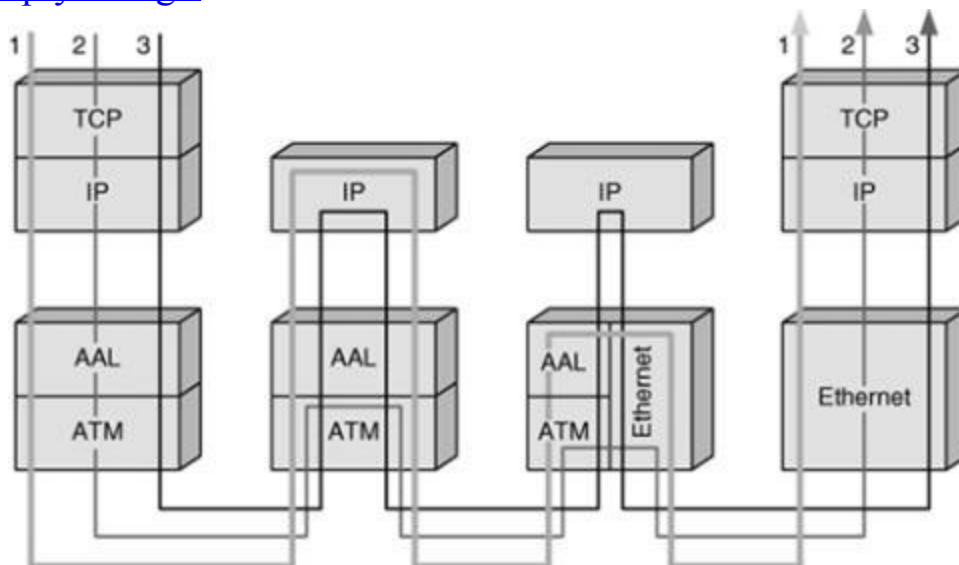 1 2 3
1 2 3
TCP
TCP
IP
IP
IP
IP
AAL
AAL
AAL
Ethernet
Ethernet
ATM
ATM
ATM